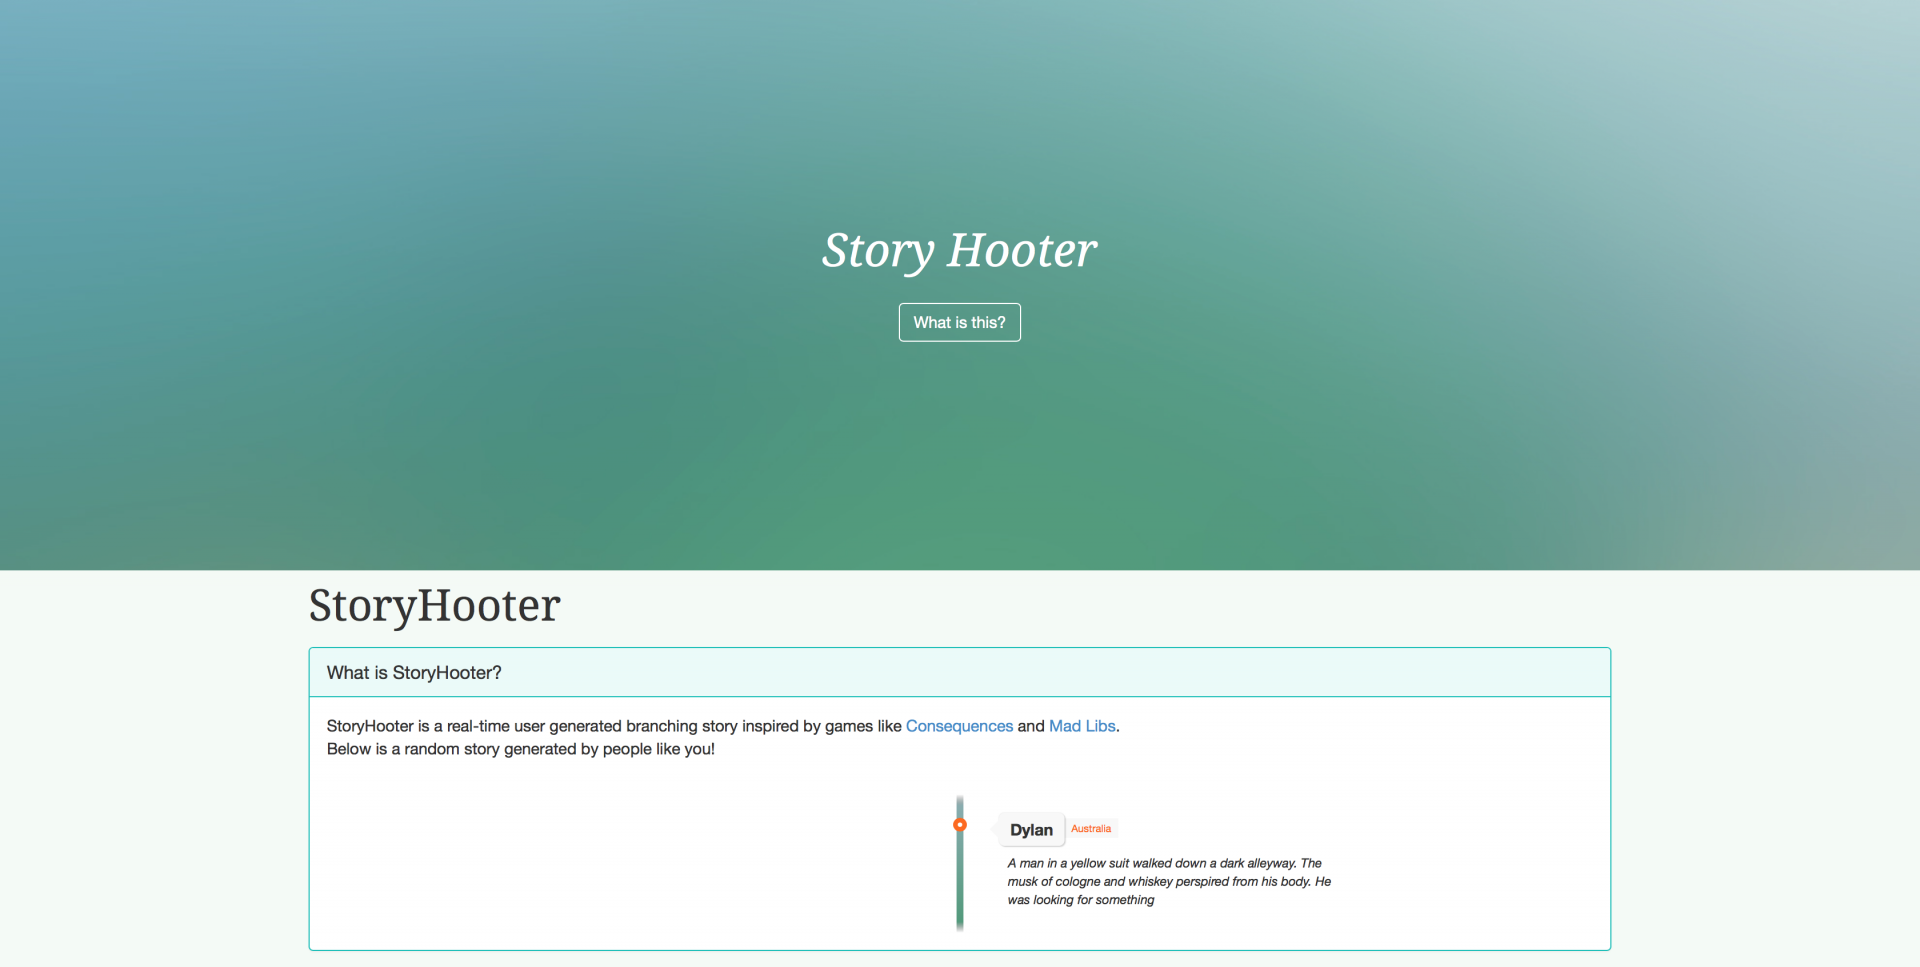 Story Hooter
What is this?
StoryHooter
What is StoryHooter?
StoryHooter is a real-time user generated branching story inspired by games like Consequences and Mad Libs.
Below is a random story generated by people like you!
Dylan Australia
A man in a yellow suit walked down a dark alleyway. The
musk of cologne and whiskey perspired from his body. He
was looking for something